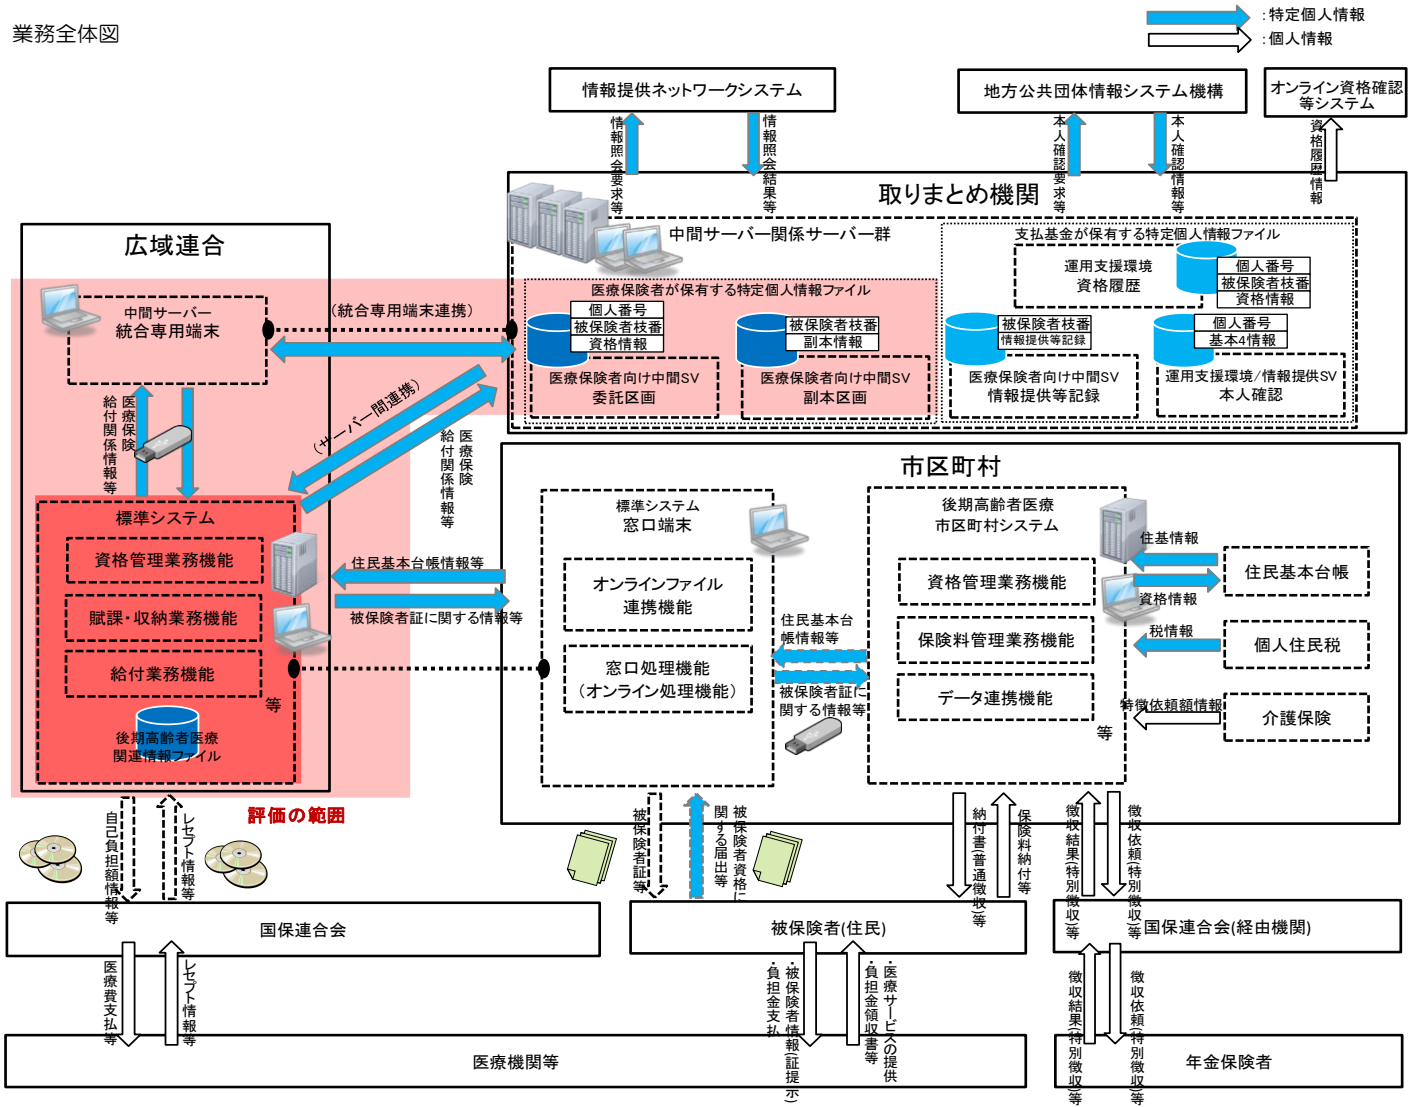 業務全体図
：特定個人情報
：個人情報
情報提供ネットワークシステム
地方公共団体情報システム機構
オンライン資格確認
等システム
情報照会要求等
情報照会結果等
本人確認要求等
本人確認情報等
資格履歴情報
取りまとめ機関
中間サーバー関係サーバー群
支払基金が保有する特定個人情報ファイル
運用支援環境
資格履歴
個人番号
被保険者枝番
資格情報
医療保険者が保有する特定個人情報ファイル
個人番号
被保険者枝番
資格情報
被保険者枝番
副本情報
被保険者枝番
情報提供等記録
個人番号
基本4情報
医療保険者向け中間SV
委託区画
医療保険者向け中間SV
副本区画
医療保険者向け中間SV
情報提供等記録
運用支援環境/情報提供SV
本人確認
広域連合
中間サーバー
統合専用端末
（統合専用端末連携）
（サーバー間連携）
医療保険
給付関係情報等
医療保険
給付関係情報等
標準システム
資格管理業務機能
賦課・収納業務機能
給付業務機能
等
後期高齢者医療
関連情報ファイル
評価の範囲
住民基本台帳情報等
被保険者証に関する情報等
市区町村
標準システム
窓口端末
オンラインファイル
連携機能
窓口処理機能
（オンライン処理機能）
住民基本台
帳情報等
被保険者証に
関する情報等
後期高齢者医療
市区町村システム
資格管理業務機能
保険料管理業務機能
データ連携機能
等
住基情報
資格情報
税情報
特徴依頼額情報
住民基本台帳
個人住民税
介護保険
自己負担額情報等
レセプト情報等
被保険者証等
被保険者資格に
関する届出等
納付書(普通徴収)等
保険料納付等
徴収結果(特別徴収)等
徴収依頼(特別徴収)等
国保連合会
被保険者(住民)
国保連合会(経由機関)
医療費支払等
レセプト情報等
・被保険者情報(証提示)
・負担金支払
・医療サービスの提供
・負担金領収書等
徴収結果(特別徴収)等
徴収依頼(特別徴収)等
医療機関等
年金保険者